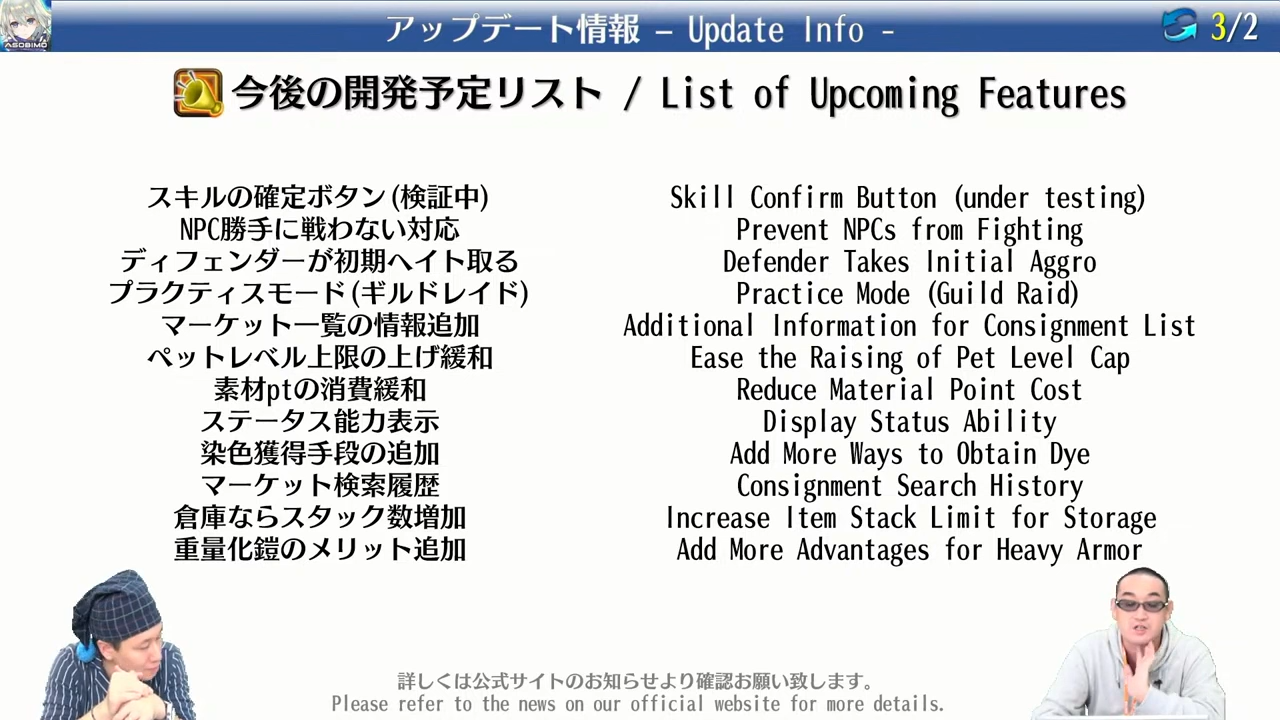 ASOBIMO
アップデート情報 – Update Info -
3/2
今後の開発予定リスト / List of Upcoming Features
スキルの確定ボタン(検証中)
Skill Confirm Button (under testing)
NPC勝手に戦わない対応
Prevent NPCs from Fighting
ディフェンダーが初期ヘイト取る
Defender Takes Initial Aggro
プラクティスモード(ギルドレイド)
Practice Mode (Guild Raid)
マーケット一覧の情報追加
Additional Information for Consignment List
ペットレベル上限の上げ緩和
Ease the Raising of Pet Level Cap
素材ptの消費緩和
Reduce Material Point Cost
ステータス能力表示
Display Status Ability
染色獲得手段の追加
Add More Ways to Obtain Dye
マーケット検索履歴
Consignment Search History
倉庫ならスタック数増加
Increase Item Stack Limit for Storage
重量化鎧のメリット追加
Add More Advantages for Heavy Armor
詳しくは公式サイトのお知らせより確認お願い致します。
Please refer to the news on our official website for more details.